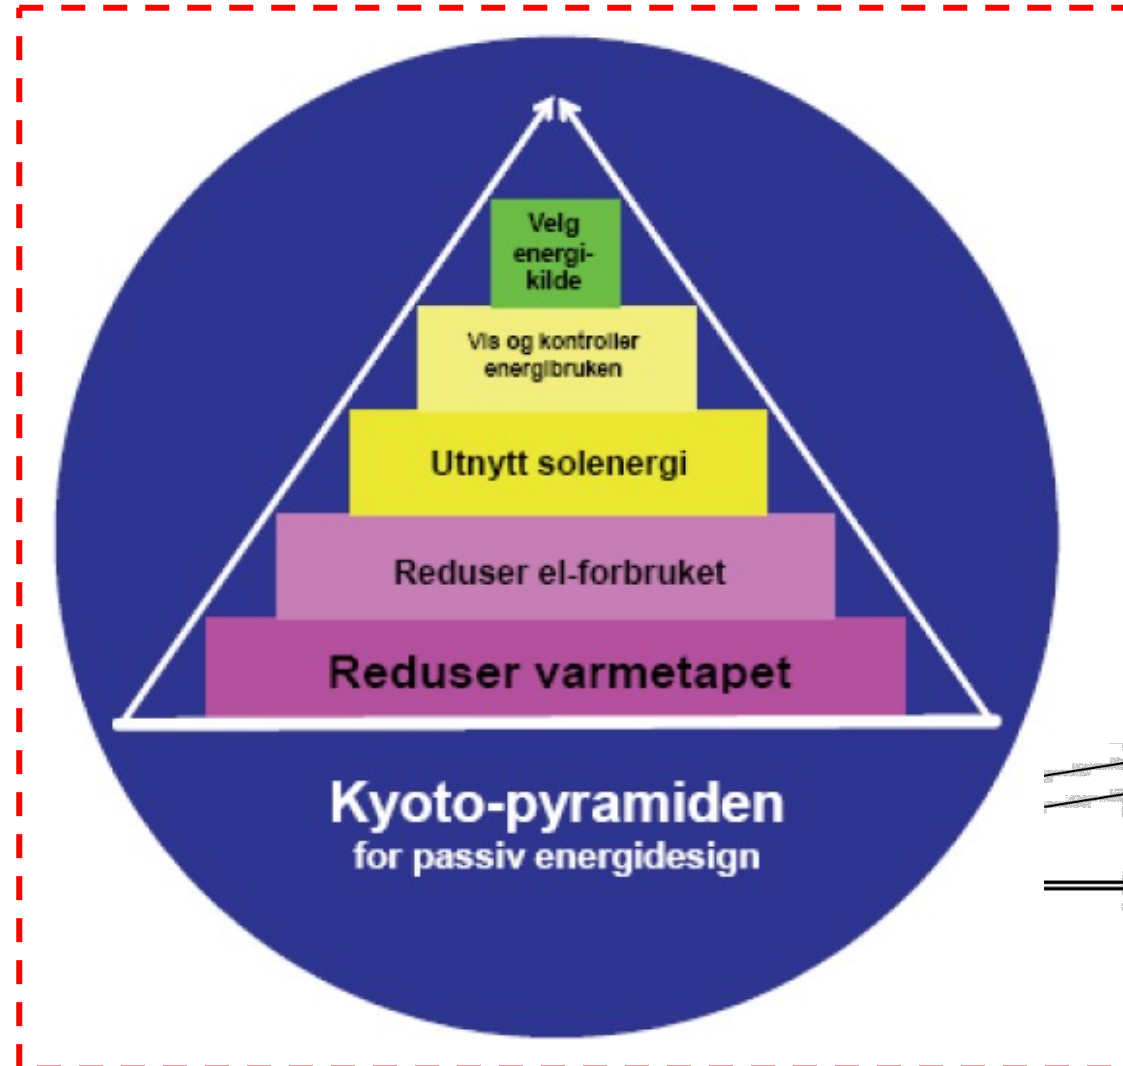 Velg
energi-
kilde
Vis og kontroller
energibruken
Utnytt solenergi
Reduser el-forbruket
Reduser varmetapet
Kyoto-pyramiden
for passiv energidesign